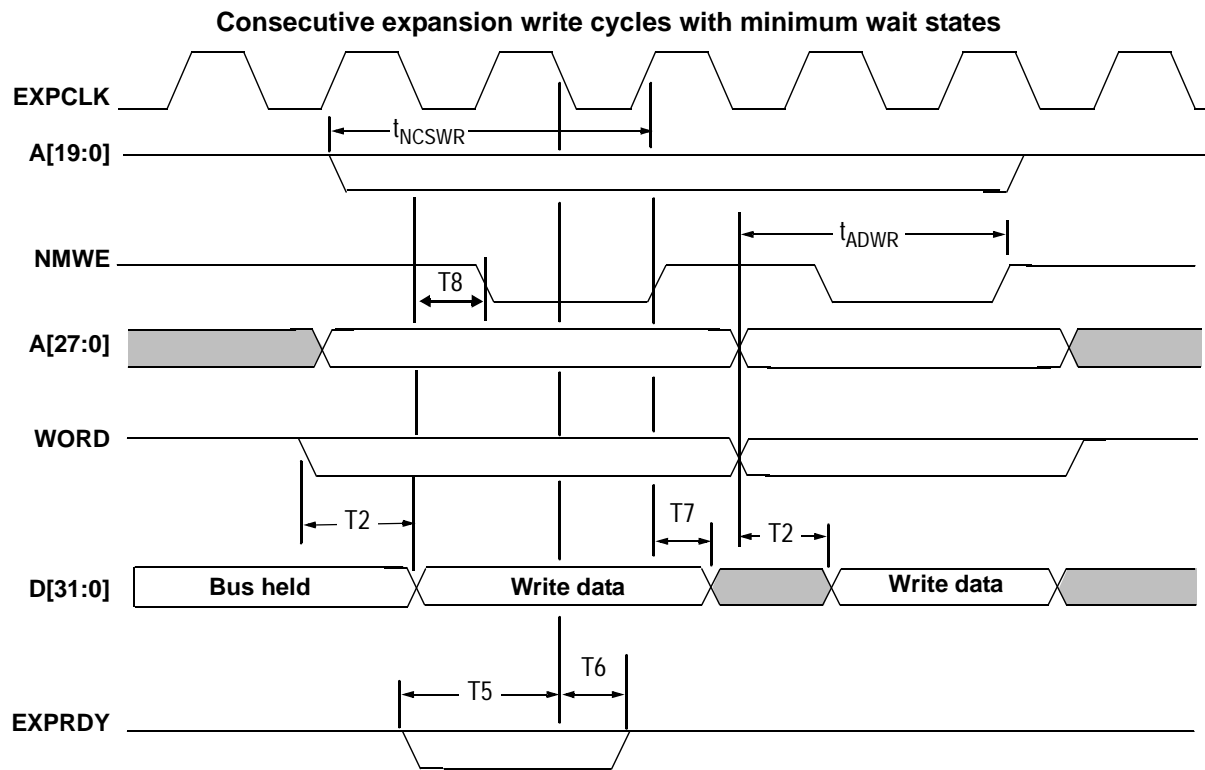 Consecutive expansion write cycles with minimum wait states
EXPCLK
tNCSWR
A[19:0]
tADWR
NMWE
T8
A[27:0]
WORD
T2
T7
T2
D[31:0]
Bus held
Write data
Write data
T5
T6
EXPRDY